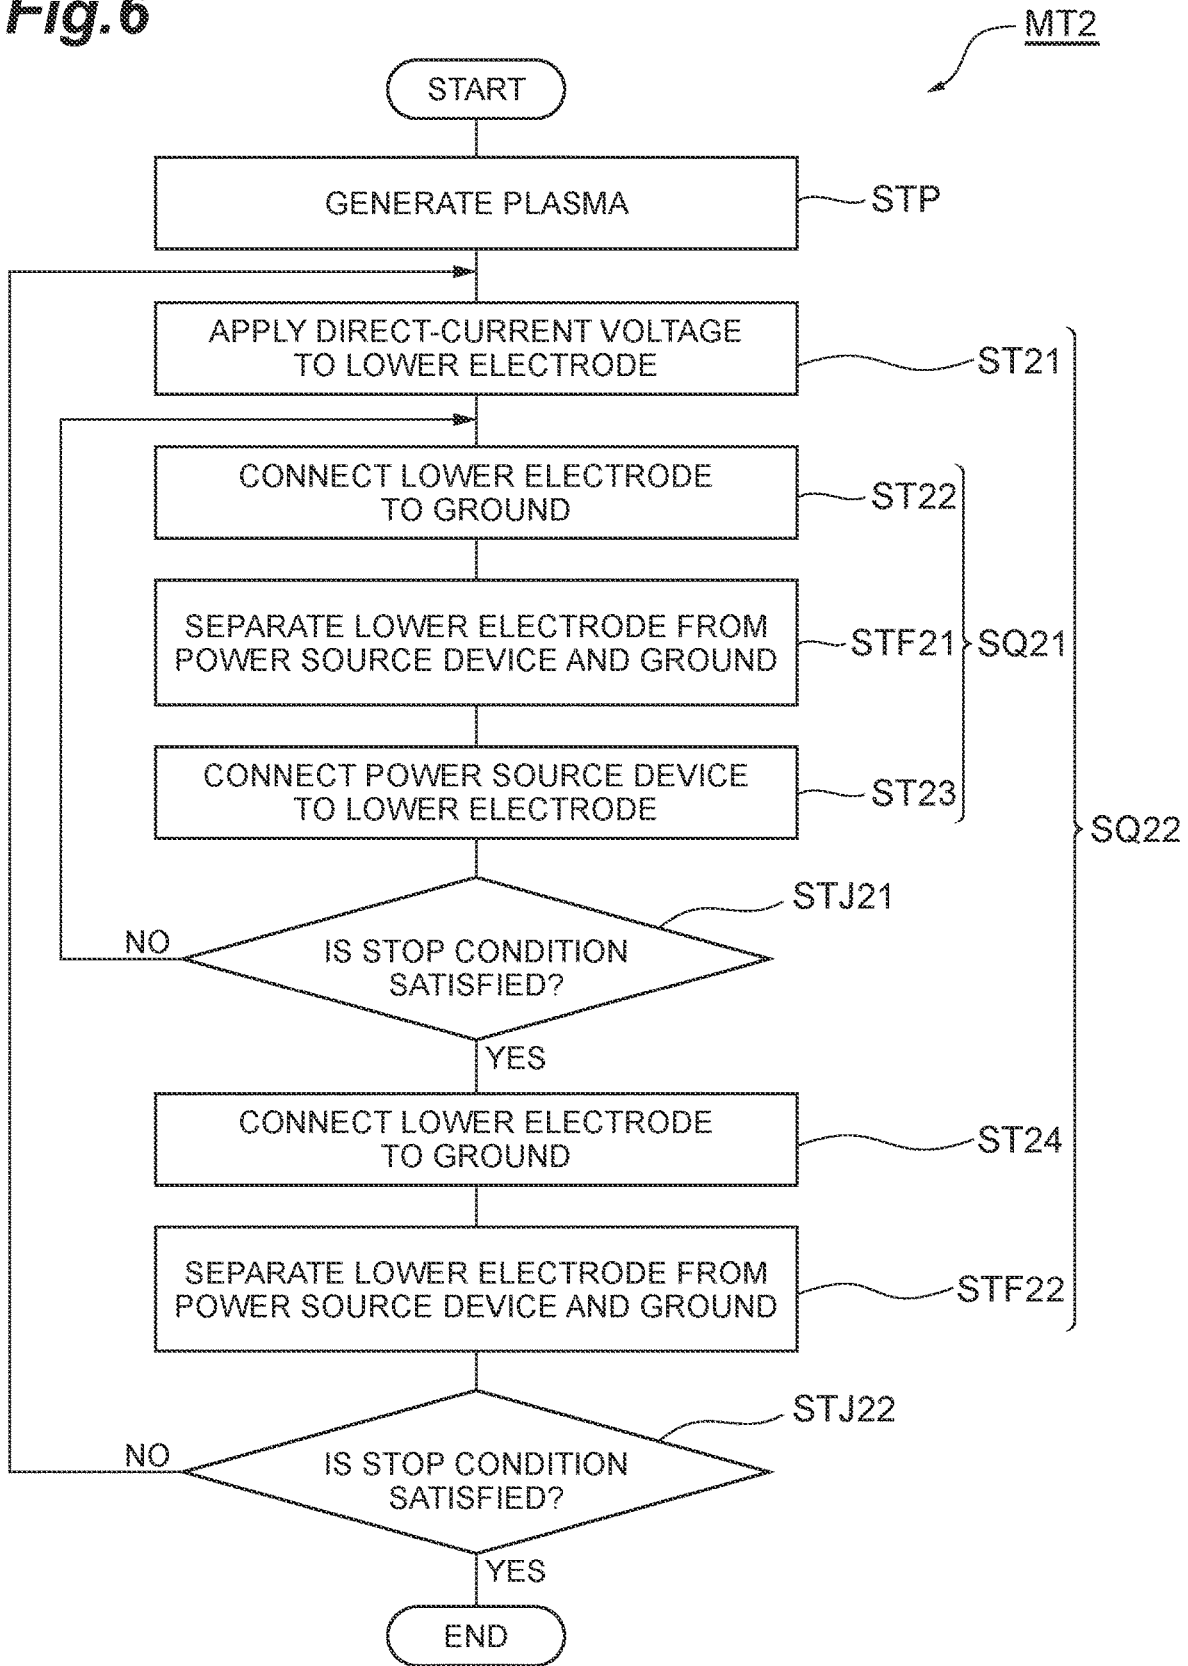 Fig.6
MT2
START
GENERATE PLASMA
STP
APPLY DIRECT-CURRENT VOLTAGE
TO LOWER ELECTRODE
ST21
CONNECT LOWER ELECTRODE
TO GROUND
ST22
SEPARATE LOWER ELECTRODE FROM
POWER SOURCE DEVICE AND GROUND
STF21
SQ21
CONNECT POWER SOURCE DEVICE
TO LOWER ELECTRODE
ST23
SQ22
STJ21
NO
IS STOP CONDITION
SATISFIED?
YES
CONNECT LOWER ELECTRODE
TO GROUND
ST24
SEPARATE LOWER ELECTRODE FROM
POWER SOURCE DEVICE AND GROUND
STF22
STJ22
NO
IS STOP CONDITION
SATISFIED?
YES
END